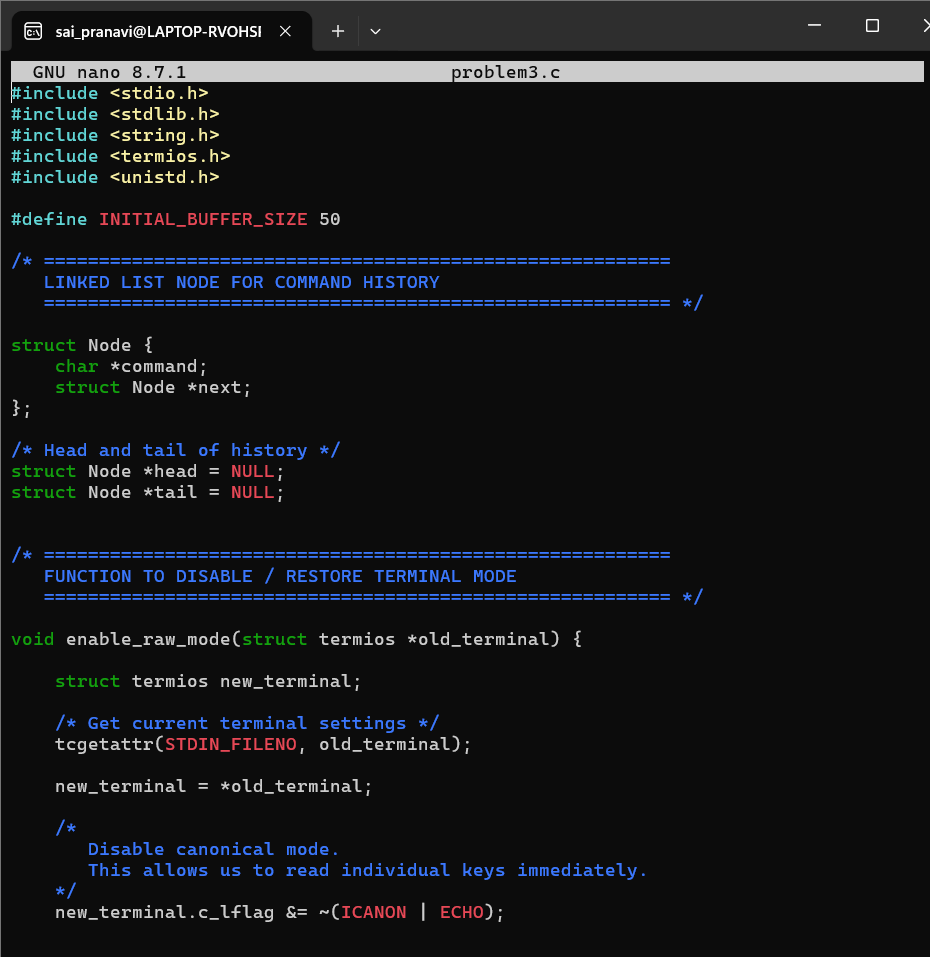 sai_pranavi@LAPTOP-RVOHSI
GNU nano 8.7.1 problem3.c
#include <stdio.h>
#include <stdlib.h>
#include <string.h>
#include <termios.h>
#include <unistd.h>
#define INITIAL_BUFFER_SIZE 50
/* =========================================================
LINKED LIST NODE FOR COMMAND HISTORY
========================================================= */
struct Node {
    char *command;
    struct Node *next;
};
/* Head and tail of history */
struct Node *head = NULL;
struct Node *tail = NULL;
/* =========================================================
FUNCTION TO DISABLE / RESTORE TERMINAL MODE
========================================================= */
void enable_raw_mode(struct termios *old_terminal) {
    struct termios new_terminal;
    /* Get current terminal settings */
    tcgetattr(STDIN_FILENO, old_terminal);
    new_terminal = *old_terminal;
    /*
       Disable canonical mode.
       This allows us to read individual keys immediately.
    */
    new_terminal.c_lflag &= ~(ICANON | ECHO);